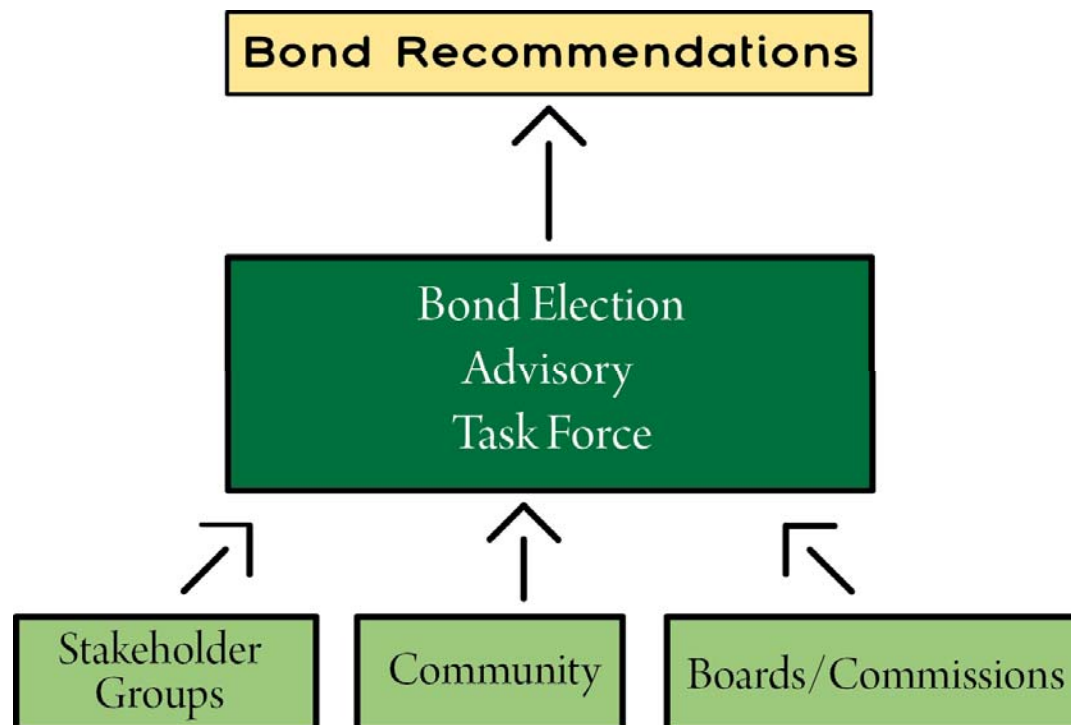 Bond Recommendations
Bond Election
Advisory
Task Force
Stakeholder
Groups
Community
Boards/Commissions